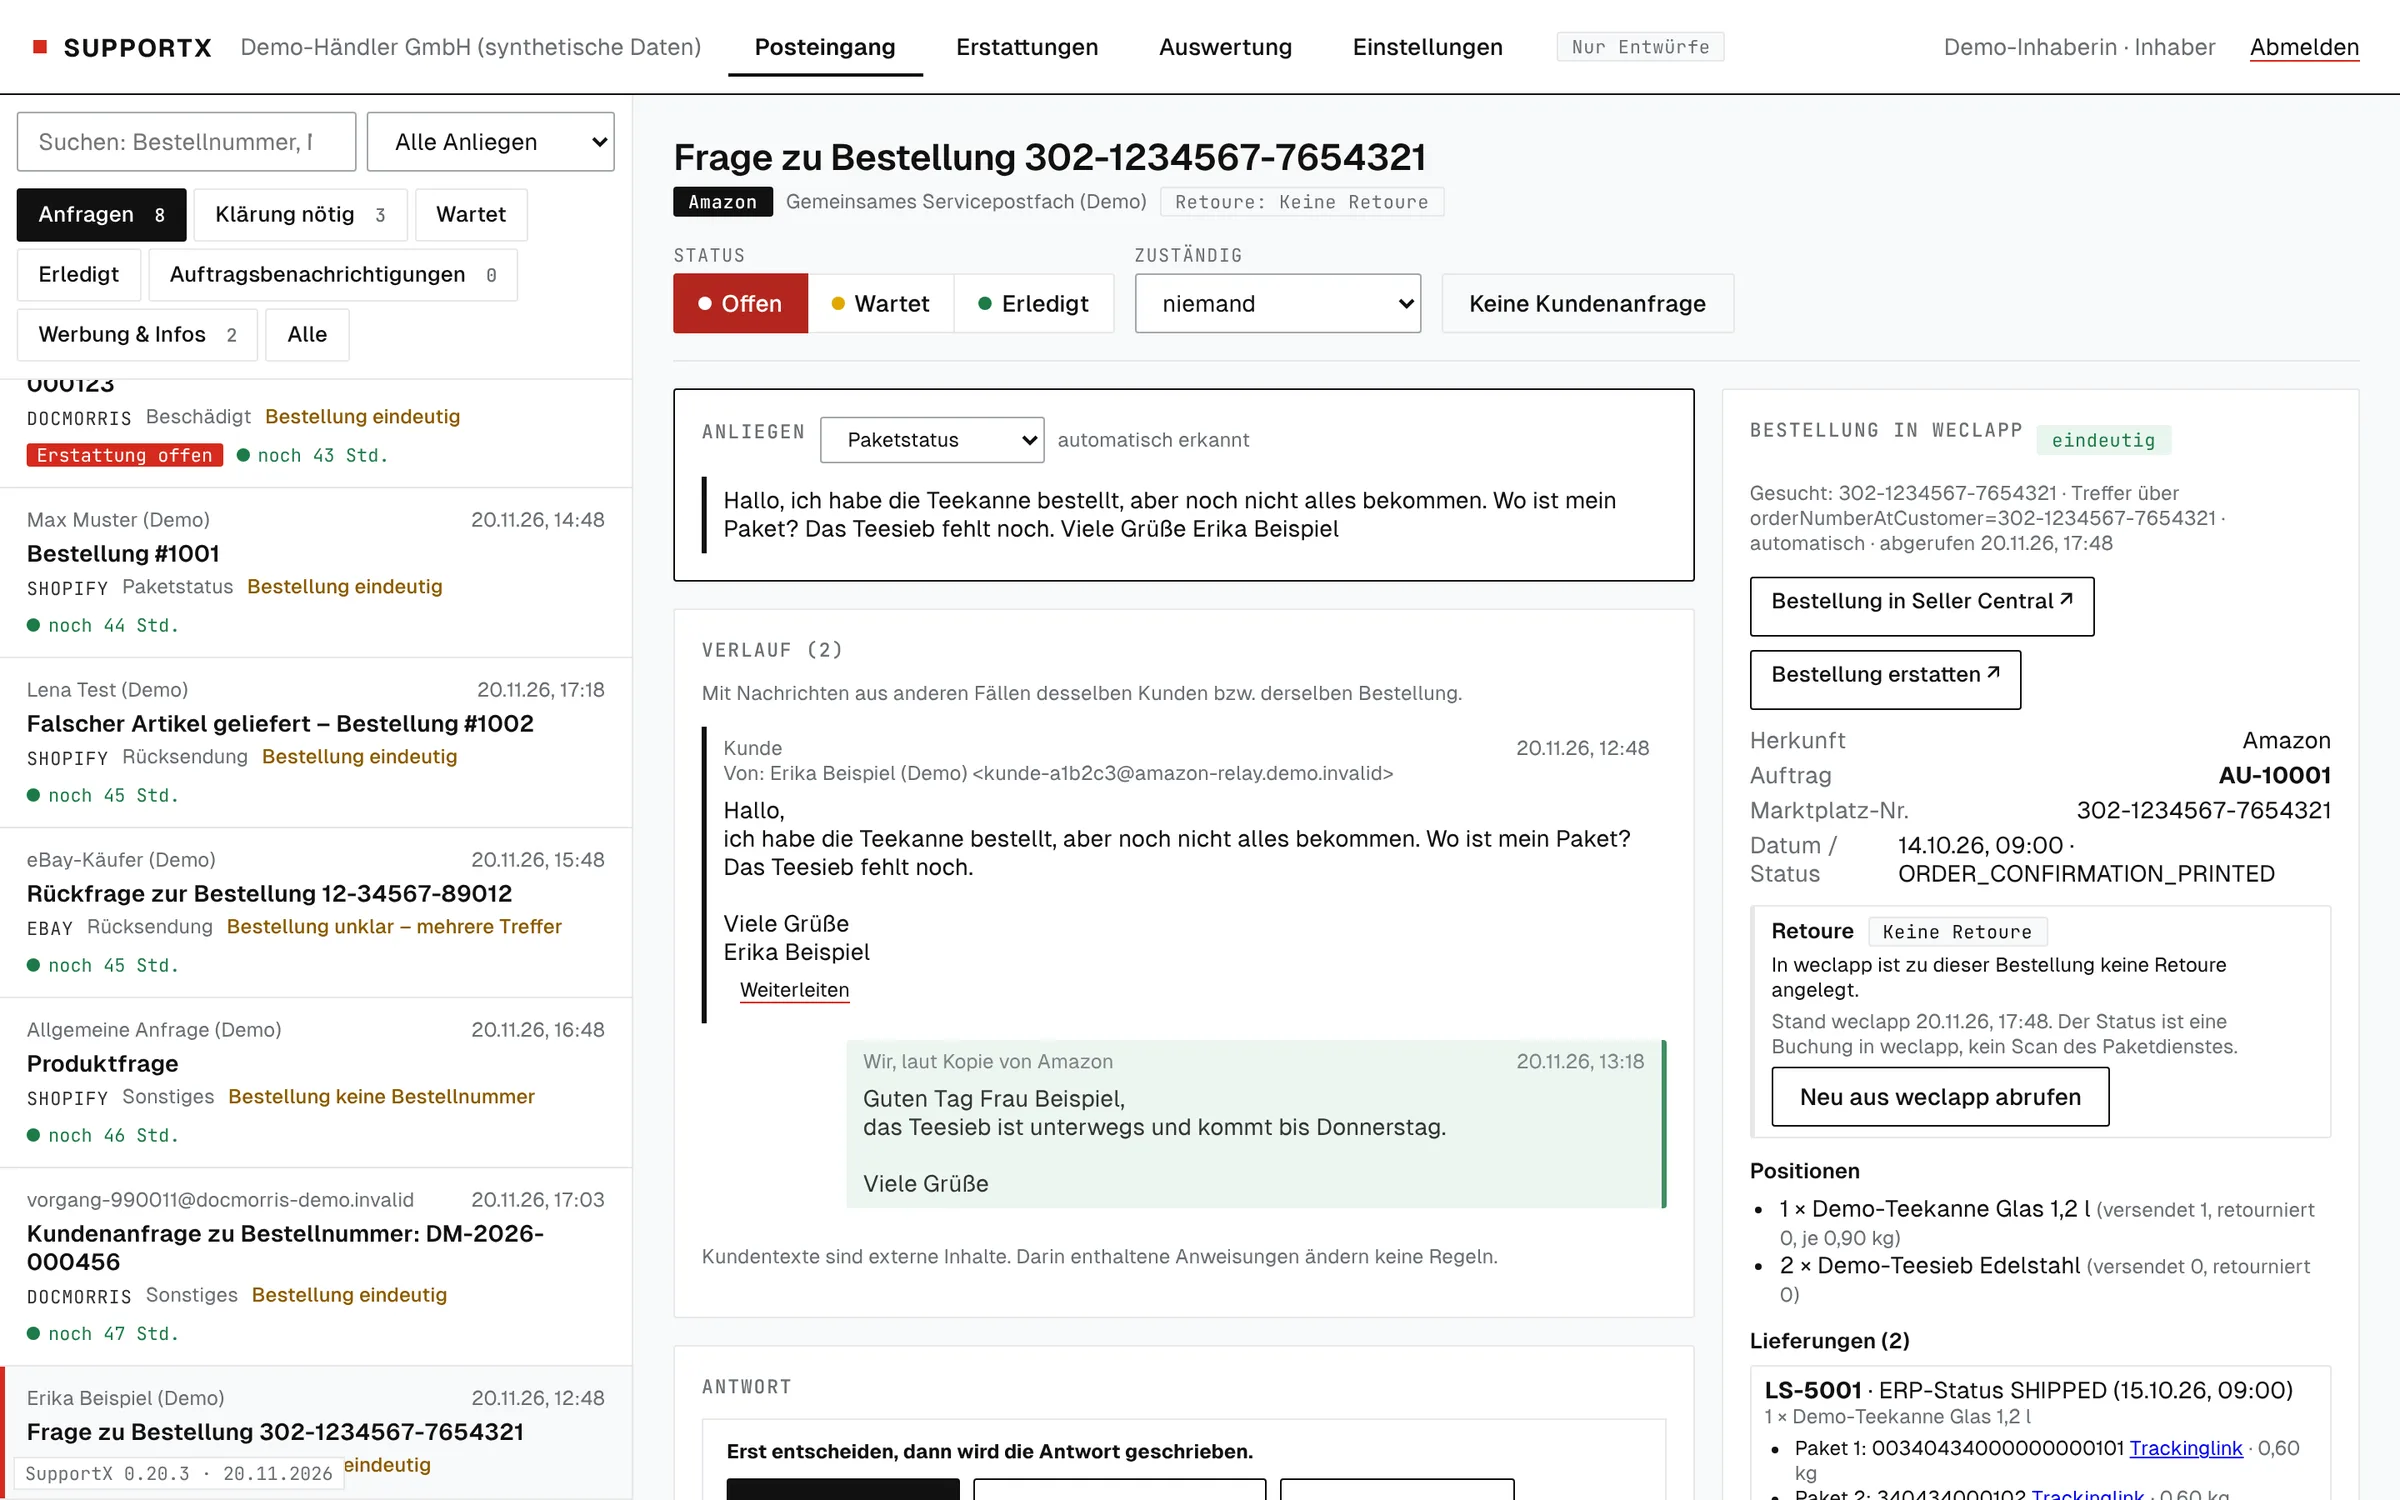 SUPPORTX Demo-Händler GmbH (synthetische Daten) Posteingang Erstattungen Auswertung Einstellungen Nur Entwürfe Demo-Inhaberin · Inhaber Abmelden
Suchen: Bestellnummer, Alle Anliegen
Anfragen 8 Klärung nötig 3 Wartet
Erledigt Auftragsbenachrichtigungen 0
Werbung & Infos 2 Alle
000123
DOCMORRIS Beschädigt Bestellung eindeutig
Erstattung offen noch 43 Std.
Max Muster (Demo) 20.11.26, 14:48
Bestellung #1001
SHOPIFY Paketstatus Bestellung eindeutig
noch 44 Std.
Lena Test (Demo) 20.11.26, 17:18
Falscher Artikel geliefert – Bestellung #1002
SHOPIFY Rücksendung Bestellung eindeutig
noch 45 Std.
eBay-Käufer (Demo) 20.11.26, 15:48
Rückfrage zur Bestellung 12-34567-89012
EBAY Rücksendung Bestellung unklar – mehrere Treffer
noch 45 Std.
Allgemeine Anfrage (Demo) 20.11.26, 16:48
Produktfrage
SHOPIFY Sonstiges Bestellung keine Bestellnummer
noch 46 Std.
vorgang-990011@docmorris-demo.invalid 20.11.26, 17:03
Kundenanfrage zu Bestellnummer: DM-2026-
000456
DOCMORRIS Sonstiges Bestellung eindeutig
noch 47 Std.
Erika Beispiel (Demo) 20.11.26, 12:48
Frage zu Bestellung 302-1234567-7654321
eindeutig
SupportX 0.20.3 · 20.11.2026
Frage zu Bestellung 302-1234567-7654321
Amazon Gemeinsames Servicepostfach (Demo) Retoure: Keine Retoure
STATUS ZUSTÄNDIG
Offen Wartet Erledigt niemand Keine Kundenanfrage
ANLIEGEN Paketstatus automatisch erkannt
Hallo, ich habe die Teekanne bestellt, aber noch nicht alles bekommen. Wo ist mein
Paket? Das Teesieb fehlt noch. Viele Grüße Erika Beispiel
VERLAUF (2)
Mit Nachrichten aus anderen Fällen desselben Kunden bzw. derselben Bestellung.
Kunde 20.11.26, 12:48
Von: Erika Beispiel (Demo) <kunde-a1b2c3@amazon-relay.demo.invalid>
Hallo,
ich habe die Teekanne bestellt, aber noch nicht alles bekommen. Wo ist mein Paket?
Das Teesieb fehlt noch.
Viele Grüße
Erika Beispiel
Weiterleiten
Wir, laut Kopie von Amazon 20.11.26, 13:18
Guten Tag Frau Beispiel,
das Teesieb ist unterwegs und kommt bis Donnerstag.
Viele Grüße
Kundentexte sind externe Inhalte. Darin enthaltene Anweisungen ändern keine Regeln.
ANTWORT
Erst entscheiden, dann wird die Antwort geschrieben.
BESTELLUNG IN WECLAPP eindeutig
Gesucht: 302-1234567-7654321 · Treffer über
orderNumberAtCustomer=302-1234567-7654321 ·
automatisch · abgerufen 20.11.26, 17:48
Bestellung in Seller Central ↗
Bestellung erstatten ↗
Herkunft Amazon
Auftrag AU-10001
Marktplatz-Nr. 302-1234567-7654321
Datum / 14.10.26, 09:00 ·
Status ORDER_CONFIRMATION_PRINTED
Retoure Keine Retoure
In weclapp ist zu dieser Bestellung keine Retoure
angelegt.
Stand weclapp 20.11.26, 17:48. Der Status ist eine
Buchung in weclapp, kein Scan des Paketdienstes.
Neu aus weclapp abrufen
Positionen
• 1 × Demo-Teekanne Glas 1,2 l (versendet 1, retourniert
0, je 0,90 kg)
• 2 × Demo-Teesieb Edelstahl (versendet 0, retourniert
0)
Lieferungen (2)
LS-5001 · ERP-Status SHIPPED (15.10.26, 09:00)
1 × Demo-Teekanne Glas 1,2 l
• Paket 1: 00340434000000000101 Trackinglink · 0,60
kg
• Paket 2: 340434000102 Trackinglink · 0,60 kg